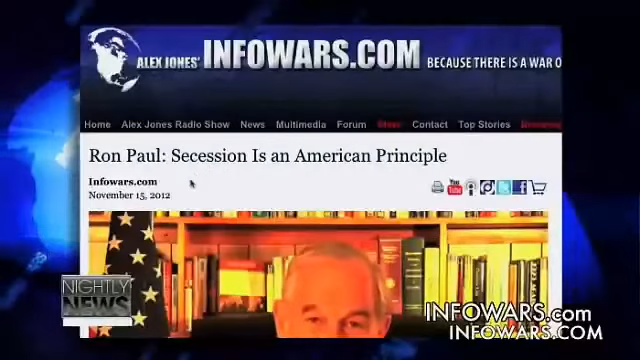 ALEX JONES' INFOWARS.COM BECAUSE THERE IS A WAR O
Home Alex Jones Radio Show News Multimedia Forum Store Contact Top Stories
Ron Paul: Secession Is an American Principle
Infowars.com
November 15, 2012
You
Tube
NIGHTLY
NEWS
INFOWARS.com
INFOWARS.COM